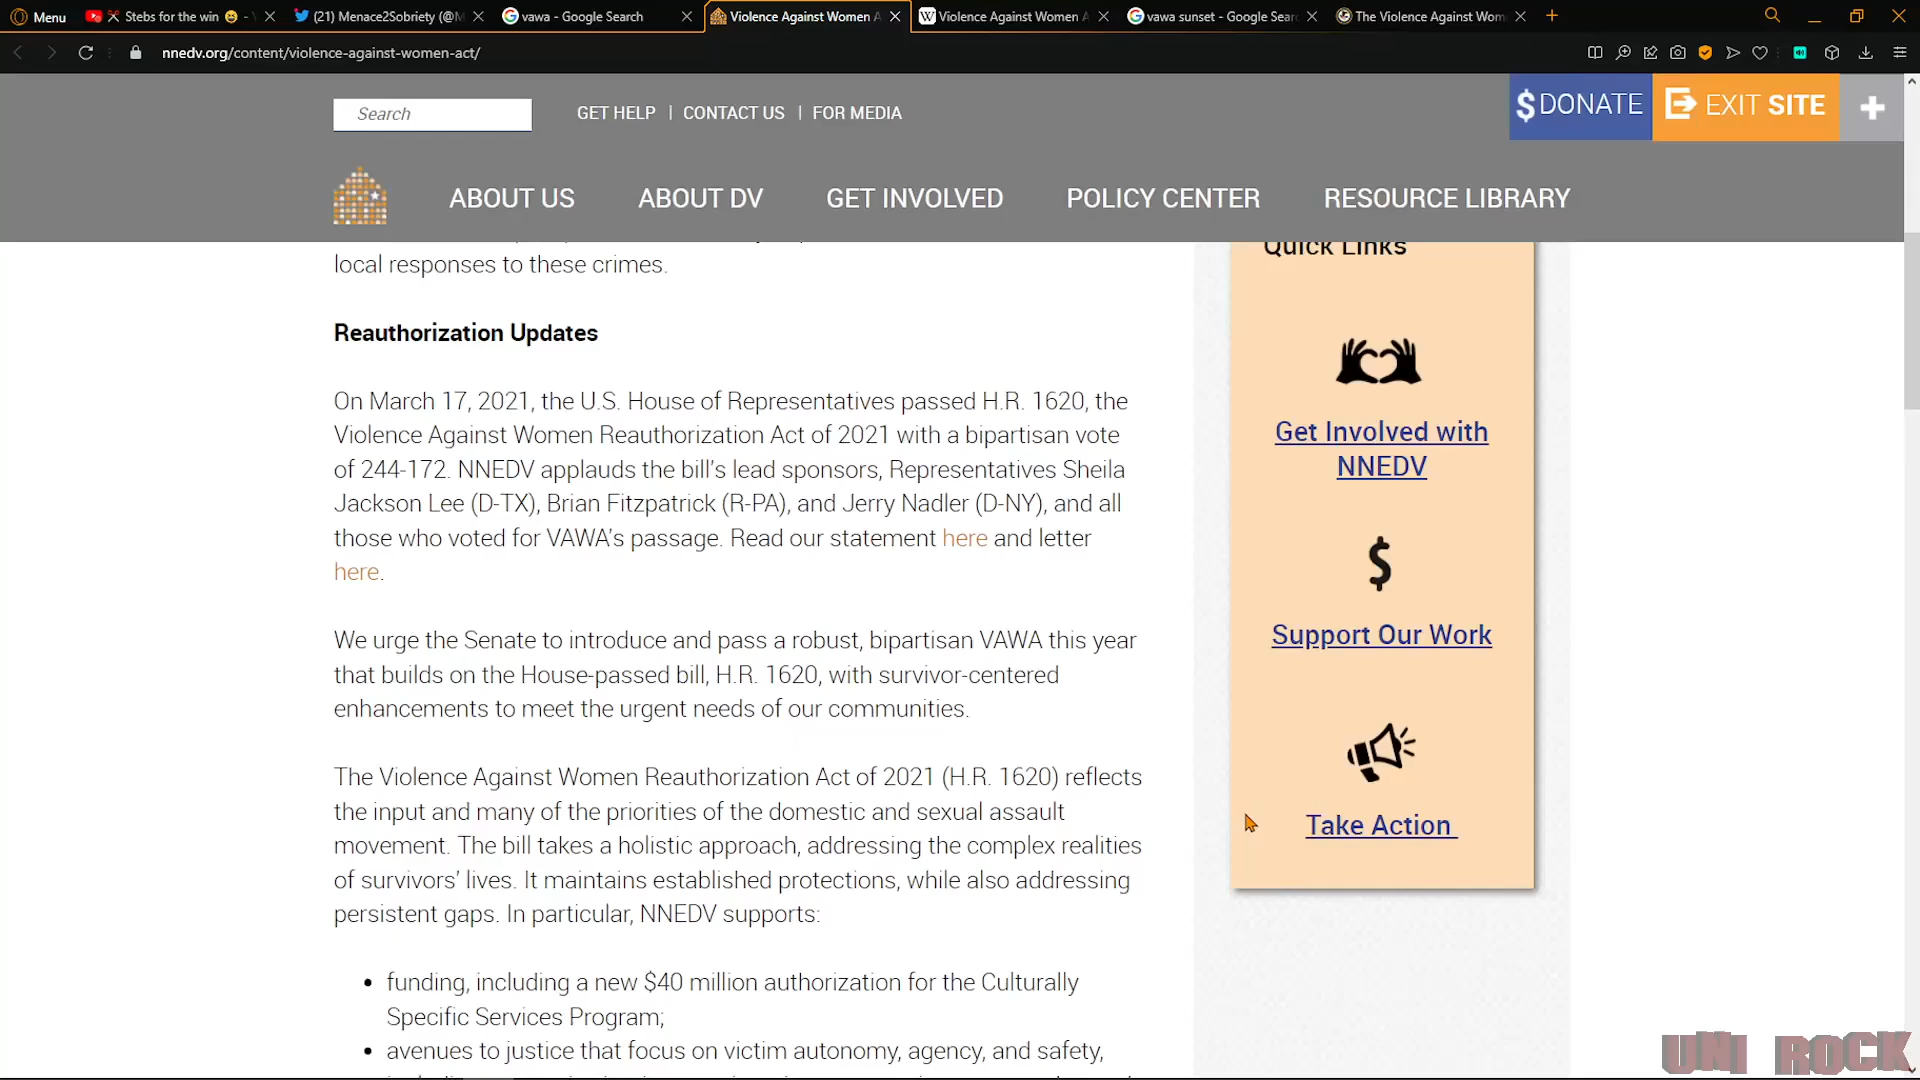 Menu
Stebs for the win 😆 -
(21) Menace2Sobriety (@M
vawa - Google Search
Violence Against Women A
W Violence Against Women A
vawa sunset - Google Sear
The Violence Against Wom
nnedv.org/content/violence-against-women-act/
Search
GET HELP | CONTACT US | FOR MEDIA
$DONATE
EXIT SITE
ABOUT US
ABOUT DV
GET INVOLVED
POLICY CENTER
RESOURCE LIBRARY
local responses to these crimes.
Reauthorization Updates
On March 17, 2021, the U.S. House of Representatives passed H.R. 1620, the
Violence Against Women Reauthorization Act of 2021 with a bipartisan vote
of 244-172. NNEDV applauds the bill's lead sponsors, Representatives Sheila
Jackson Lee (D-TX), Brian Fitzpatrick (R-PA), and Jerry Nadler (D-NY), and all
those who voted for VAWA's passage. Read our statement here and letter
here.
We urge the Senate to introduce and pass a robust, bipartisan VAWA this year
that builds on the House-passed bill, H.R. 1620, with survivor-centered
enhancements to meet the urgent needs of our communities.
The Violence Against Women Reauthorization Act of 2021 (H.R. 1620) reflects
the input and many of the priorities of the domestic and sexual assault
movement. The bill takes a holistic approach, addressing the complex realities
of survivors' lives. It maintains established protections, while also addressing
persistent gaps. In particular, NNEDV supports:
• funding, including a new $40 million authorization for the Culturally
Specific Services Program;
• avenues to justice that focus on victim autonomy, agency, and safety,
Quick Links
Get Involved with
NNEDV
$
Support Our Work
Take Action
UNI ROCK